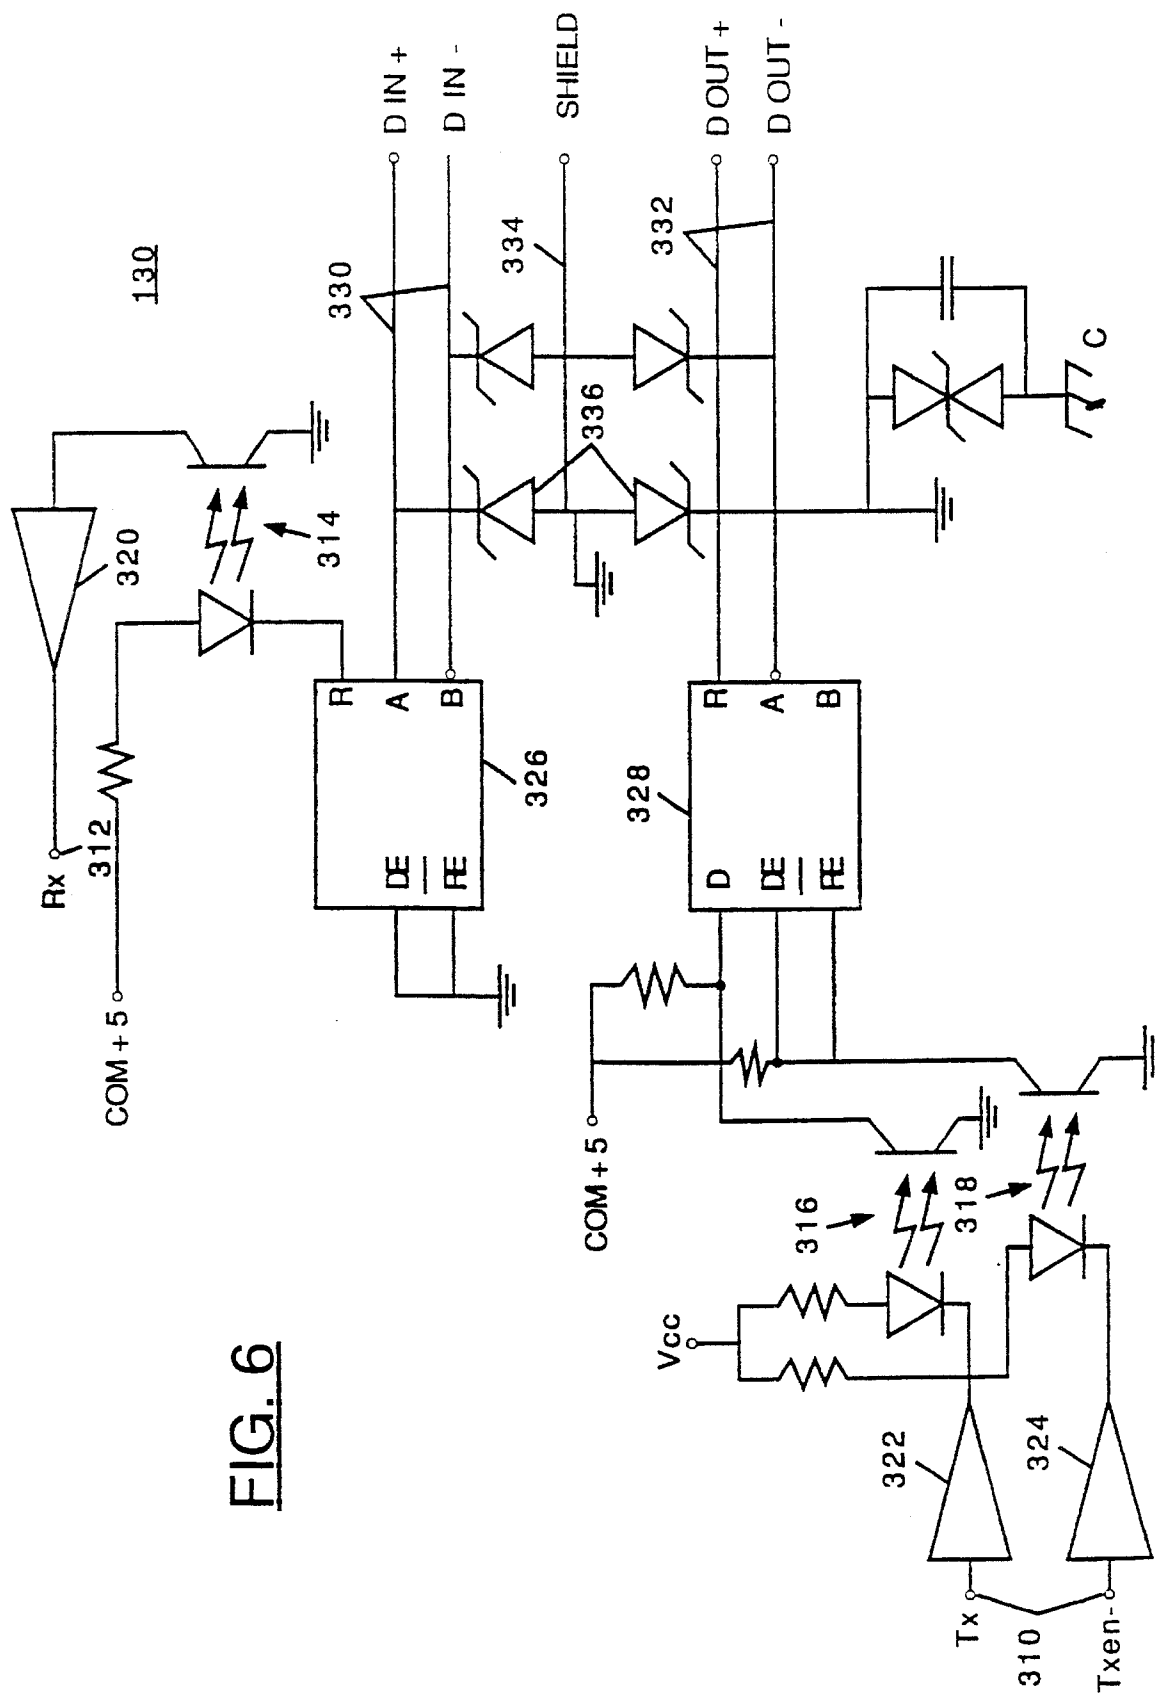 FIG. 6
130
Rx
312
320
314
COM+5
R
A
B
DE
RE
326
330
D IN +
D IN -
334
SHIELD
336
332
D OUT +
D OUT -
328
D
DE
RE
R
A
B
C
COM+5
Vcc
316
318
322
324
Tx
310
Txen-